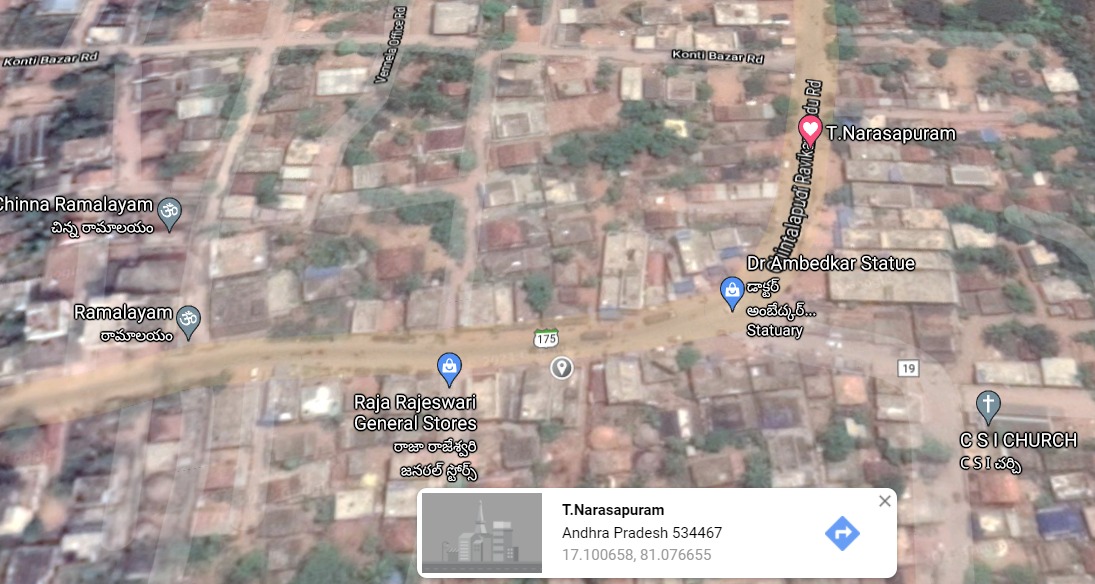 Konti Bazar Rd
Vennela Office Rd
Konti Bazar Rd
T.Narasapuram
Chinna Ramalayam
చిన్న రామాలయం
Dr Ambedkar Statue
డాక్టర్
అంబేద్కర్...
Statuary
Ramalayam
రామాలయం
175
19
Raja Rajeswari
General Stores
రాజా రాజేశ్వరి
జనరల్ స్టోర్స్
C S I CHURCH
C S I చర్చి
T.Narasapuram
Andhra Pradesh 534467
17.100658, 81.076655